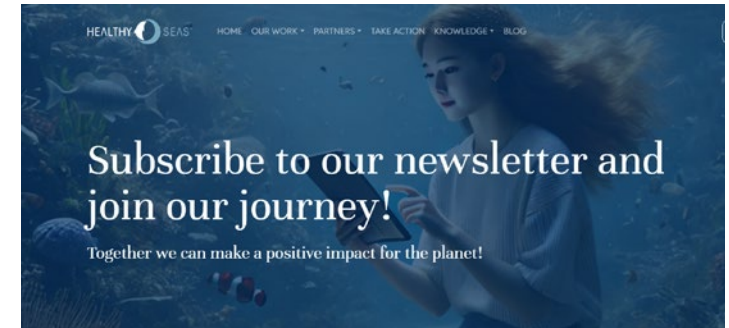 HEALTHY SEAS HOME OUR WORK PARTNERS TAKE ACTION KNOWLEDGE BLOG
Subscribe to our newsletter and
join our journey!
Together we can make a positive impact for the planet!